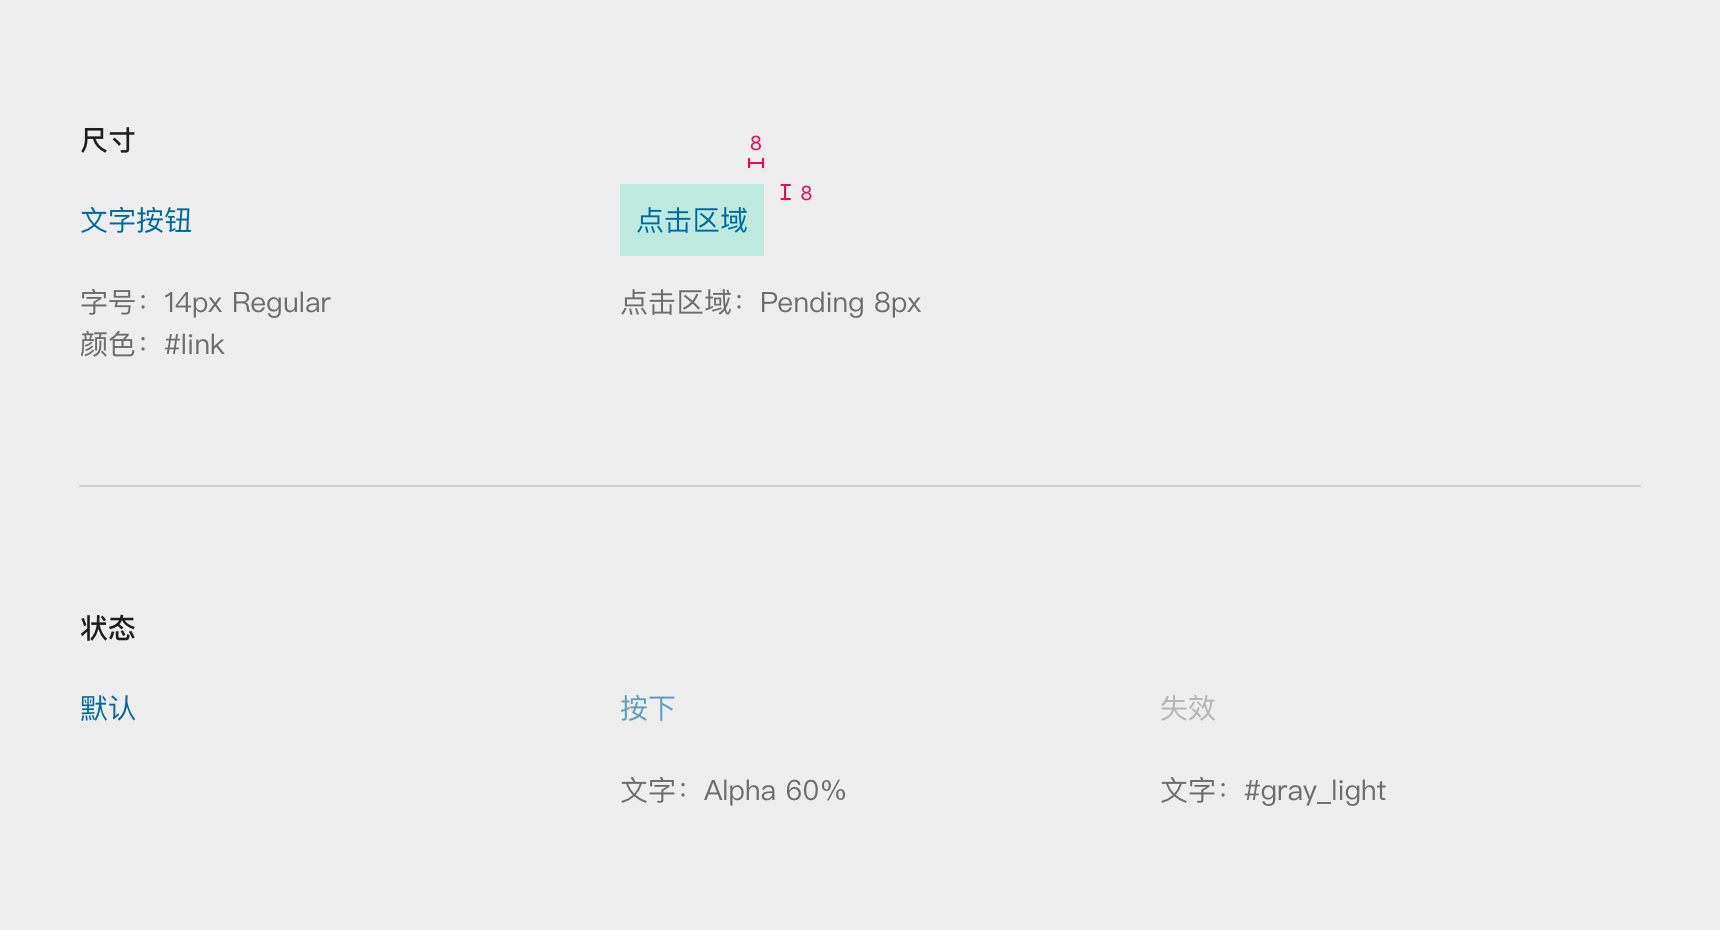 尺寸
8
8
文字按钮
点击区域
字号：14px Regular
颜色：#link
点击区域：Pending 8px
状态
默认
按下
失效
文字：Alpha 60%
文字：#gray_light